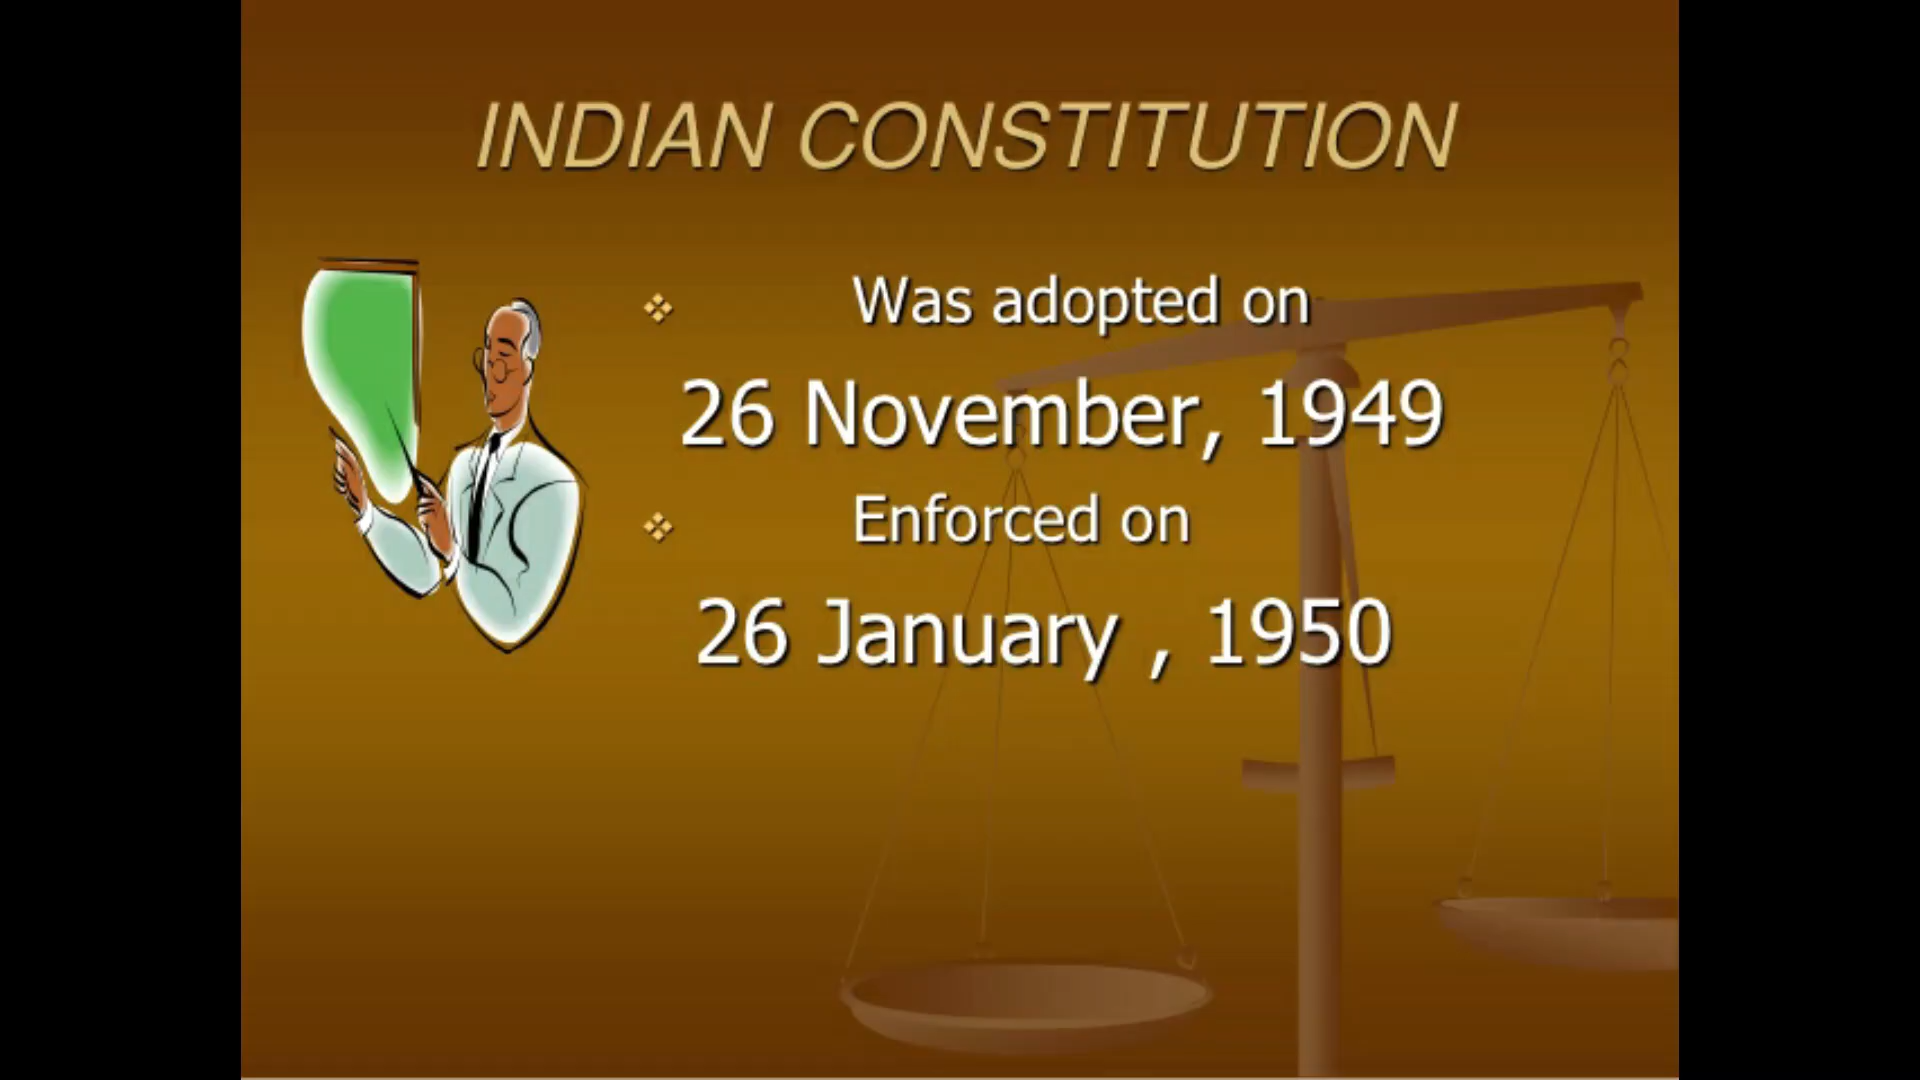 INDIAN CONSTITUTION
Was adopted on
26 November, 1949
Enforced on
26 January , 1950